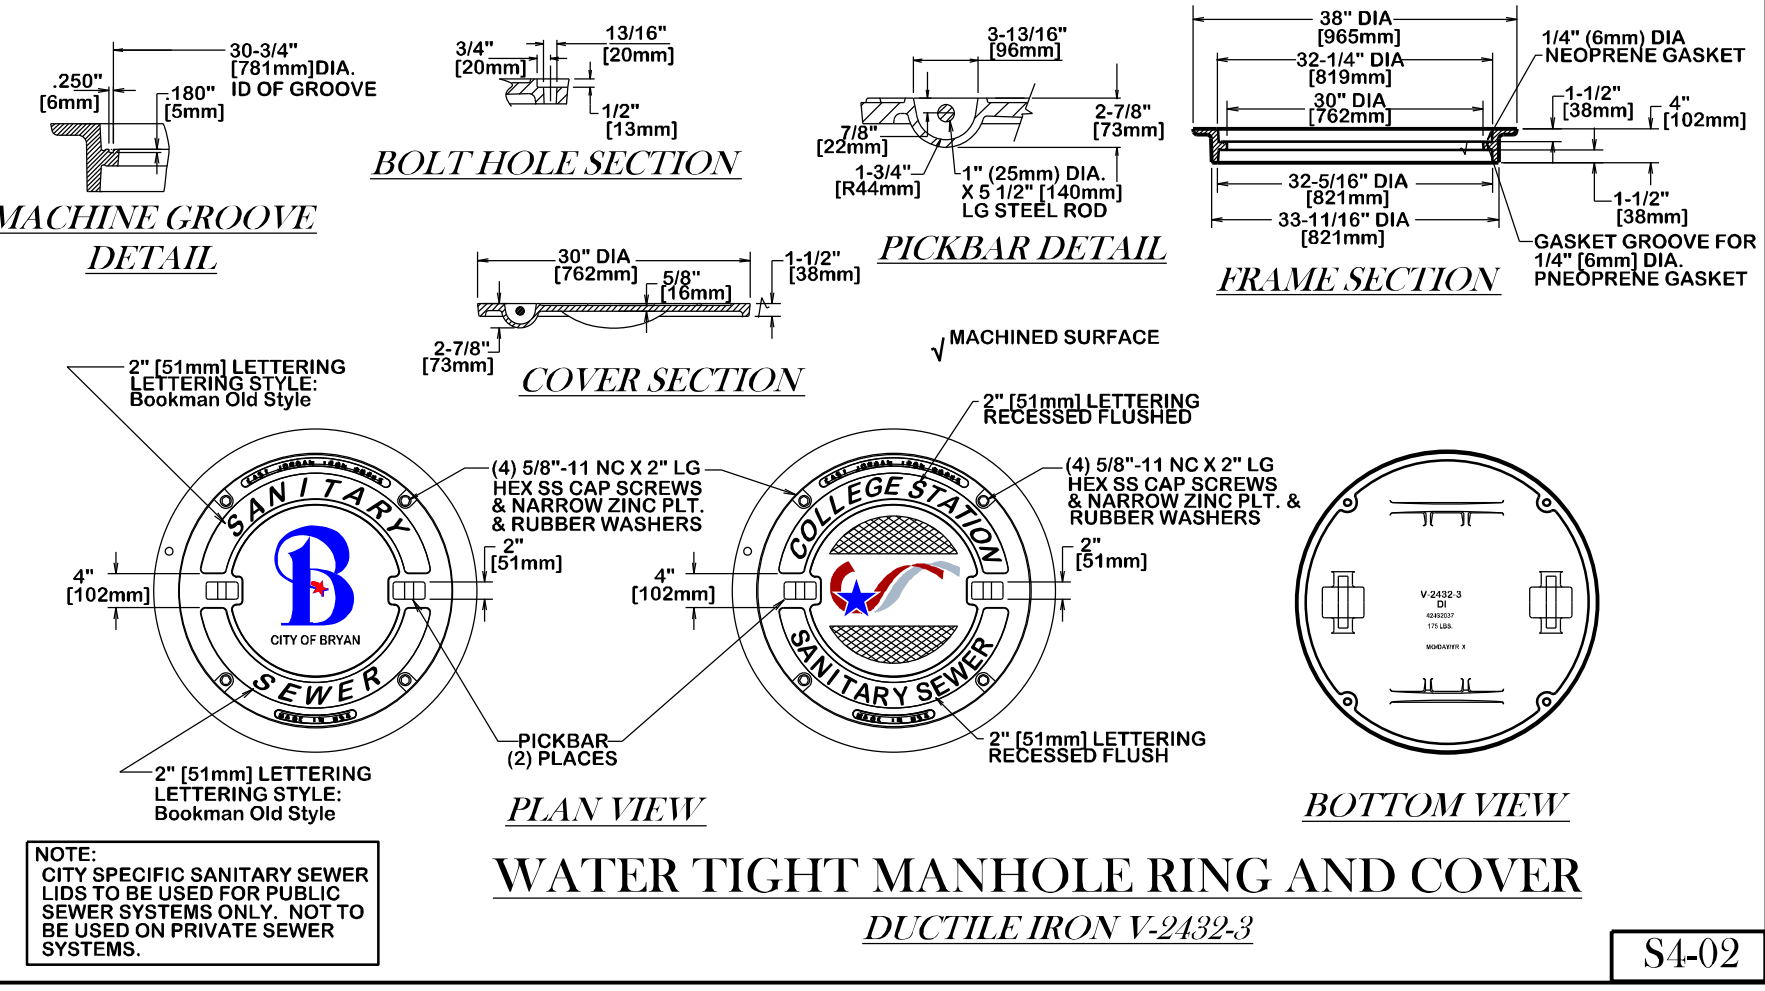 30-3/4"
[781mm]DIA.
ID OF GROOVE
.250"
[6mm]
.180"
[5mm]
MACHINE GROOVE
DETAIL
3/4"
[20mm]
13/16"
[20mm]
1/2"
[13mm]
BOLT HOLE SECTION
3-13/16"
[96mm]
2-7/8"
[73mm]
7/8"
[22mm]
1-3/4"
[R44mm]
1" (25mm) DIA.
X 5 1/2" [140mm]
LG STEEL ROD
PICKBAR DETAIL
38" DIA
[965mm]
32-1/4" DIA
[819mm]
30" DIA
[762mm]
1/4" (6mm) DIA
NEOPRENE GASKET
1-1/2"
[38mm]
4"
[102mm]
32-5/16" DIA
[821mm]
33-11/16" DIA
[821mm]
1-1/2"
[38mm]
GASKET GROOVE FOR
1/4" [6mm] DIA.
PNEOPRENE GASKET
FRAME SECTION
30" DIA
[762mm]
5/8"
[16mm]
1-1/2"
[38mm]
2-7/8"
[73mm]
COVER SECTION
√ MACHINED SURFACE
2" [51mm] LETTERING
LETTERING STYLE:
Bookman Old Style
SANITARY
CITY OF BRYAN
SEWER
MADE IN USA
4"
[102mm]
2"
[51mm]
(4) 5/8"-11 NC X 2" LG
HEX SS CAP SCREWS
& NARROW ZINC PLT.
& RUBBER WASHERS
2" [51mm] LETTERING
LETTERING STYLE:
Bookman Old Style
PICKBAR
(2) PLACES
PLAN VIEW
2" [51mm] LETTERING
RECESSED FLUSHED
COLLEGE STATION
SANITARY SEWER
MADE IN USA
4"
[102mm]
2"
[51mm]
(4) 5/8"-11 NC X 2" LG
HEX SS CAP SCREWS
& NARROW ZINC PLT. &
RUBBER WASHERS
2" [51mm] LETTERING
RECESSED FLUSH
V-2432-3
DI
42432037
175 LBS.
MO/DAY/YR X
BOTTOM VIEW
NOTE:
CITY SPECIFIC SANITARY SEWER
LIDS TO BE USED FOR PUBLIC
SEWER SYSTEMS ONLY. NOT TO
BE USED ON PRIVATE SEWER
SYSTEMS.
WATER TIGHT MANHOLE RING AND COVER
DUCTILE IRON V-2432-3
S4-02